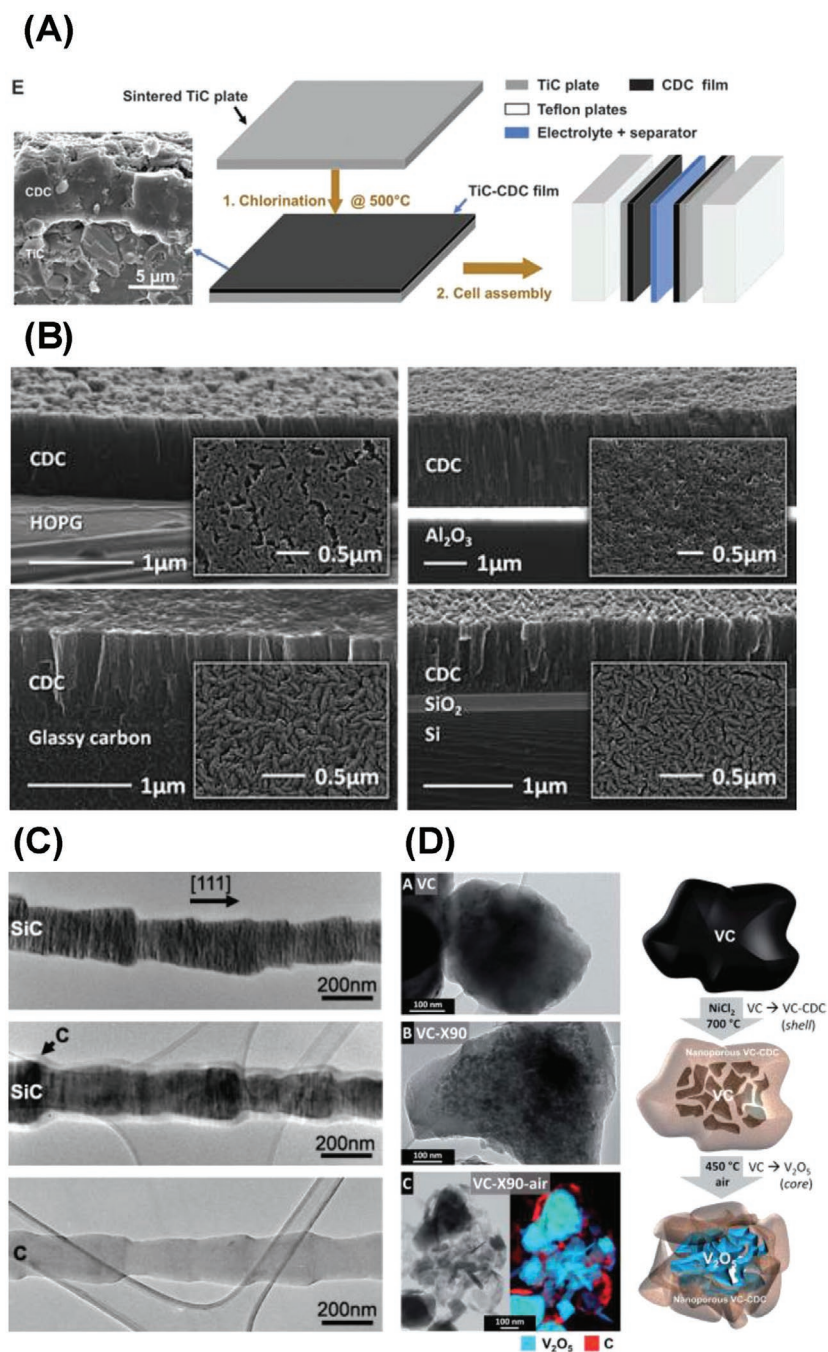 (A)
E
Sintered TiC plate
TiC plate
CDC film
Teflon plates
Electrolyte + separator
CDC
TiC
5 µm
1. Chlorination
@ 500°C
TiC-CDC film
2. Cell assembly
(B)
CDC
HOPG
1µm
0.5µm
CDC
Al₂O₃
1µm
0.5µm
CDC
Glassy carbon
1µm
0.5µm
CDC
SiO₂
Si
1µm
0.5µm
(C)
[111]
SiC
200nm
C
SiC
200nm
C
200nm
(D)
A VC
100 nm
VC
NiCl₂
700 °C
VC → VC-CDC
(shell)
B VC-X90
100 nm
Nanoporous VC-CDC
VC
450 °C
air
VC → V₂O₅
(core)
C VC-X90-air
100 nm
V₂O₅ C
V₂O₅
Nanoporous VC-CDC